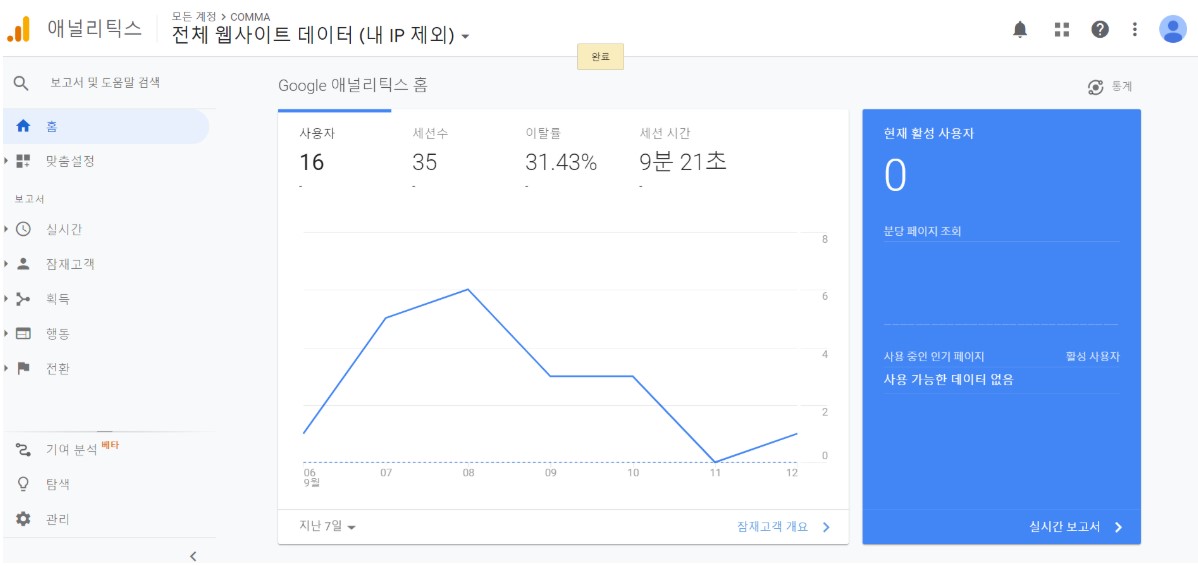 애널리틱스
모든 계정 > COMMA
전체 웹사이트 데이터 (내 IP 제외)
완료
보고서 및 도움말 검색
홈
맞춤설정
보고서
실시간
잠재고객
획득
행동
전환
기여 분석 베타
탐색
관리
Google 애널리틱스 홈
통계
사용자 세션수 이탈률 세션 시간
16 35 31.43% 9분 21초
- - - -
8
6
4
2
0
06 07 08 09 10 11 12
9월
지난 7일
잠재고객 개요
현재 활성 사용자
0
분당 페이지 조회
사용 중인 인기 페이지 활성 사용자
사용 가능한 데이터 없음
실시간 보고서